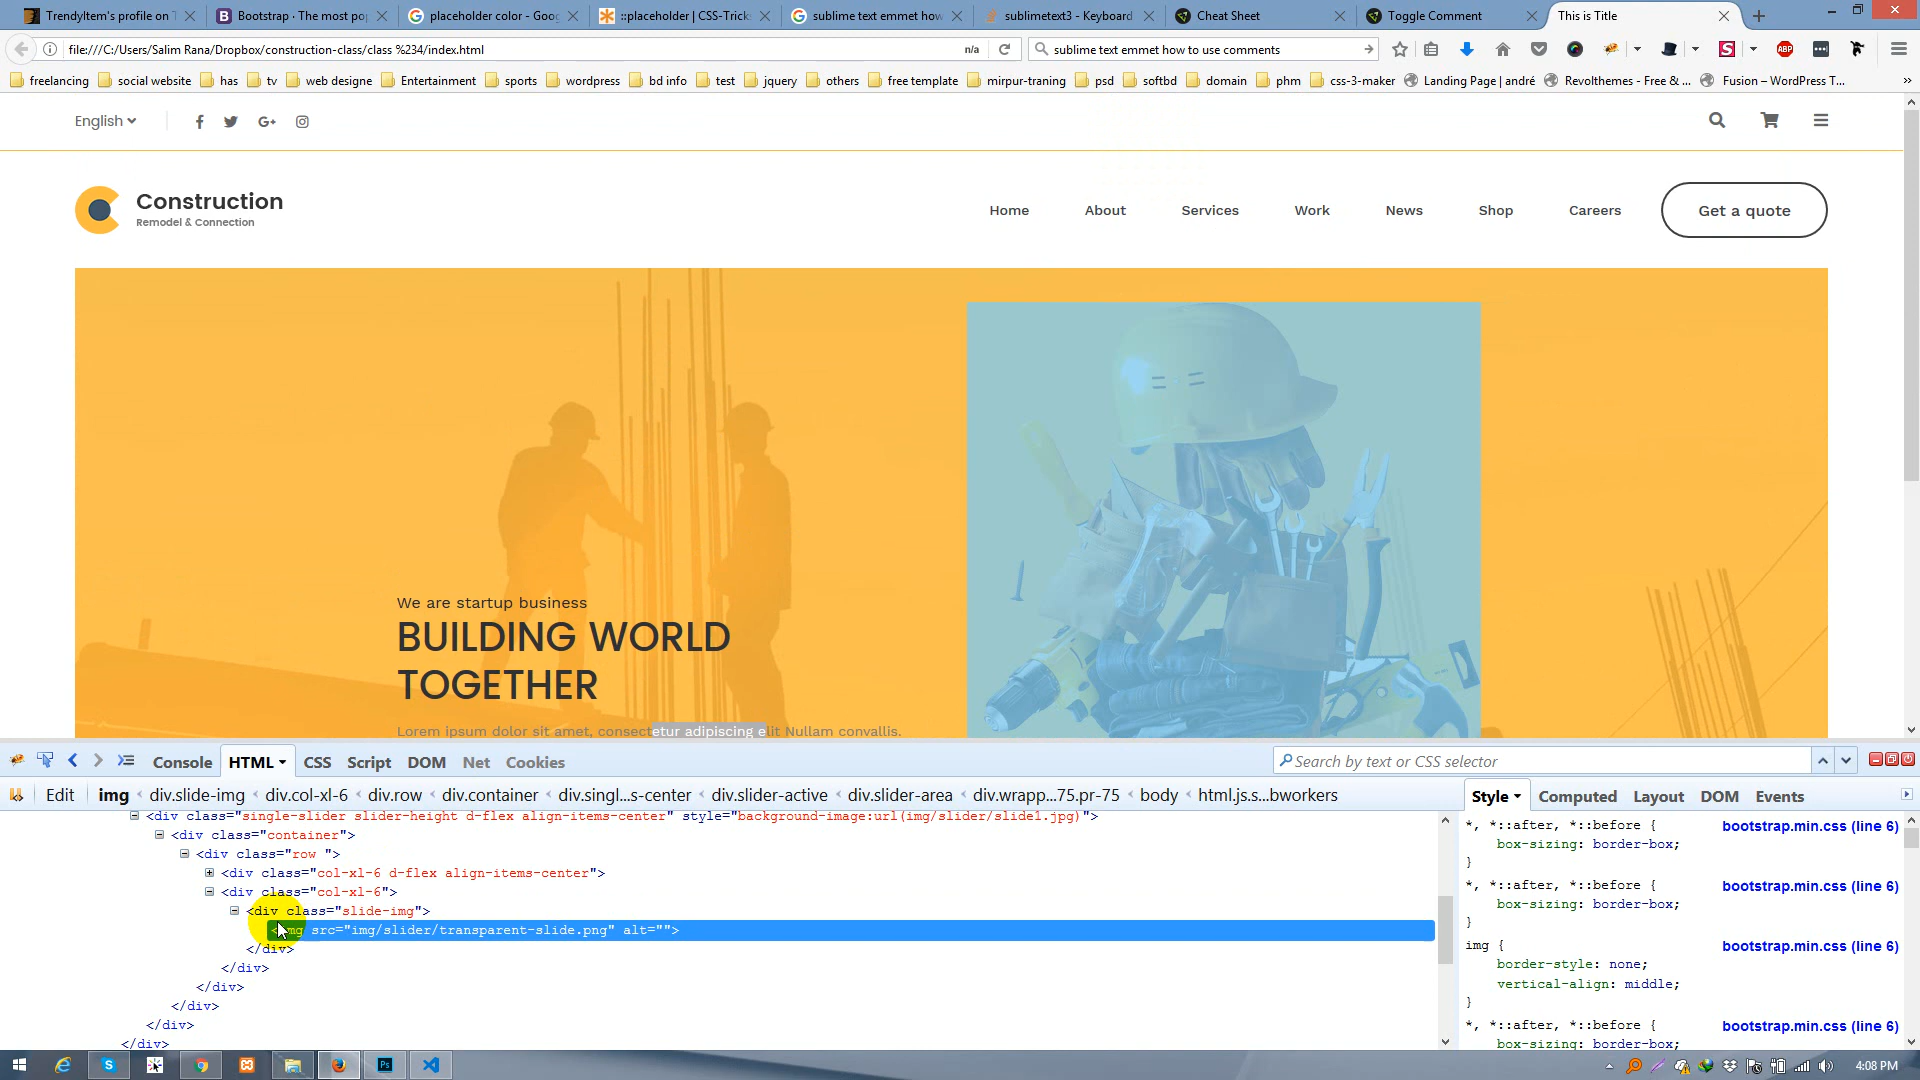 TrendyItem's profile on T
Bootstrap · The most po
placeholder color - Goog
::placeholder | CSS-Trick
sublime text emmet how
sublimetext3 - Keyboard
Cheat Sheet
Toggle Comment
This is Title
file:///C:/Users/Salim Rana/Dropbox/construction-class/class %234/index.html
n/a
sublime text emmet how to use comments
ABP
freelancing
social website
has
tv
web designe
Entertainment
sports
wordpress
bd info
test
jquery
others
free template
mirpur-traning
psd
softbd
domain
phm
css-3-maker
Landing Page | andré
Revolthemes - Free & ...
Fusion – WordPress T...
English
Construction
Remodel & Connection
Home
About
Services
Work
News
Shop
Careers
Get a quote
We are startup business
BUILDING WORLD
TOGETHER
Lorem ipsum dolor sit amet, consectetur adipiscing elit Nullam convallis.
Console
HTML
CSS
Script
DOM
Net
Cookies
Search by text or CSS selector
Edit
img < div.slide-img < div.col-xl-6 < div.row < div.container < div.singl...s-center < div.slider-active < div.slider-area < div.wrapp...75.pr-75 < body < html.js.s...bworkers
Style
Computed
Layout
DOM
Events
<div class="single-slider slider-height d-flex align-items-center" style="background-image:url(img/slider/slide1.jpg)">
<div class="container">
<div class="row ">
<div class="col-xl-6 d-flex align-items-center">
<div class="col-xl-6">
<div class="slide-img">
<img src="img/slider/transparent-slide.png" alt="">
</div>
</div>
</div>
</div>
</div>
</div>
*, *::after, *::before {
bootstrap.min.css (line 6)
box-sizing: border-box;
}
*, *::after, *::before {
bootstrap.min.css (line 6)
box-sizing: border-box;
}
img {
bootstrap.min.css (line 6)
border-style: none;
vertical-align: middle;
}
*, *::after, *::before {
bootstrap.min.css (line 6)
box-sizing: border-box;
4:08 PM